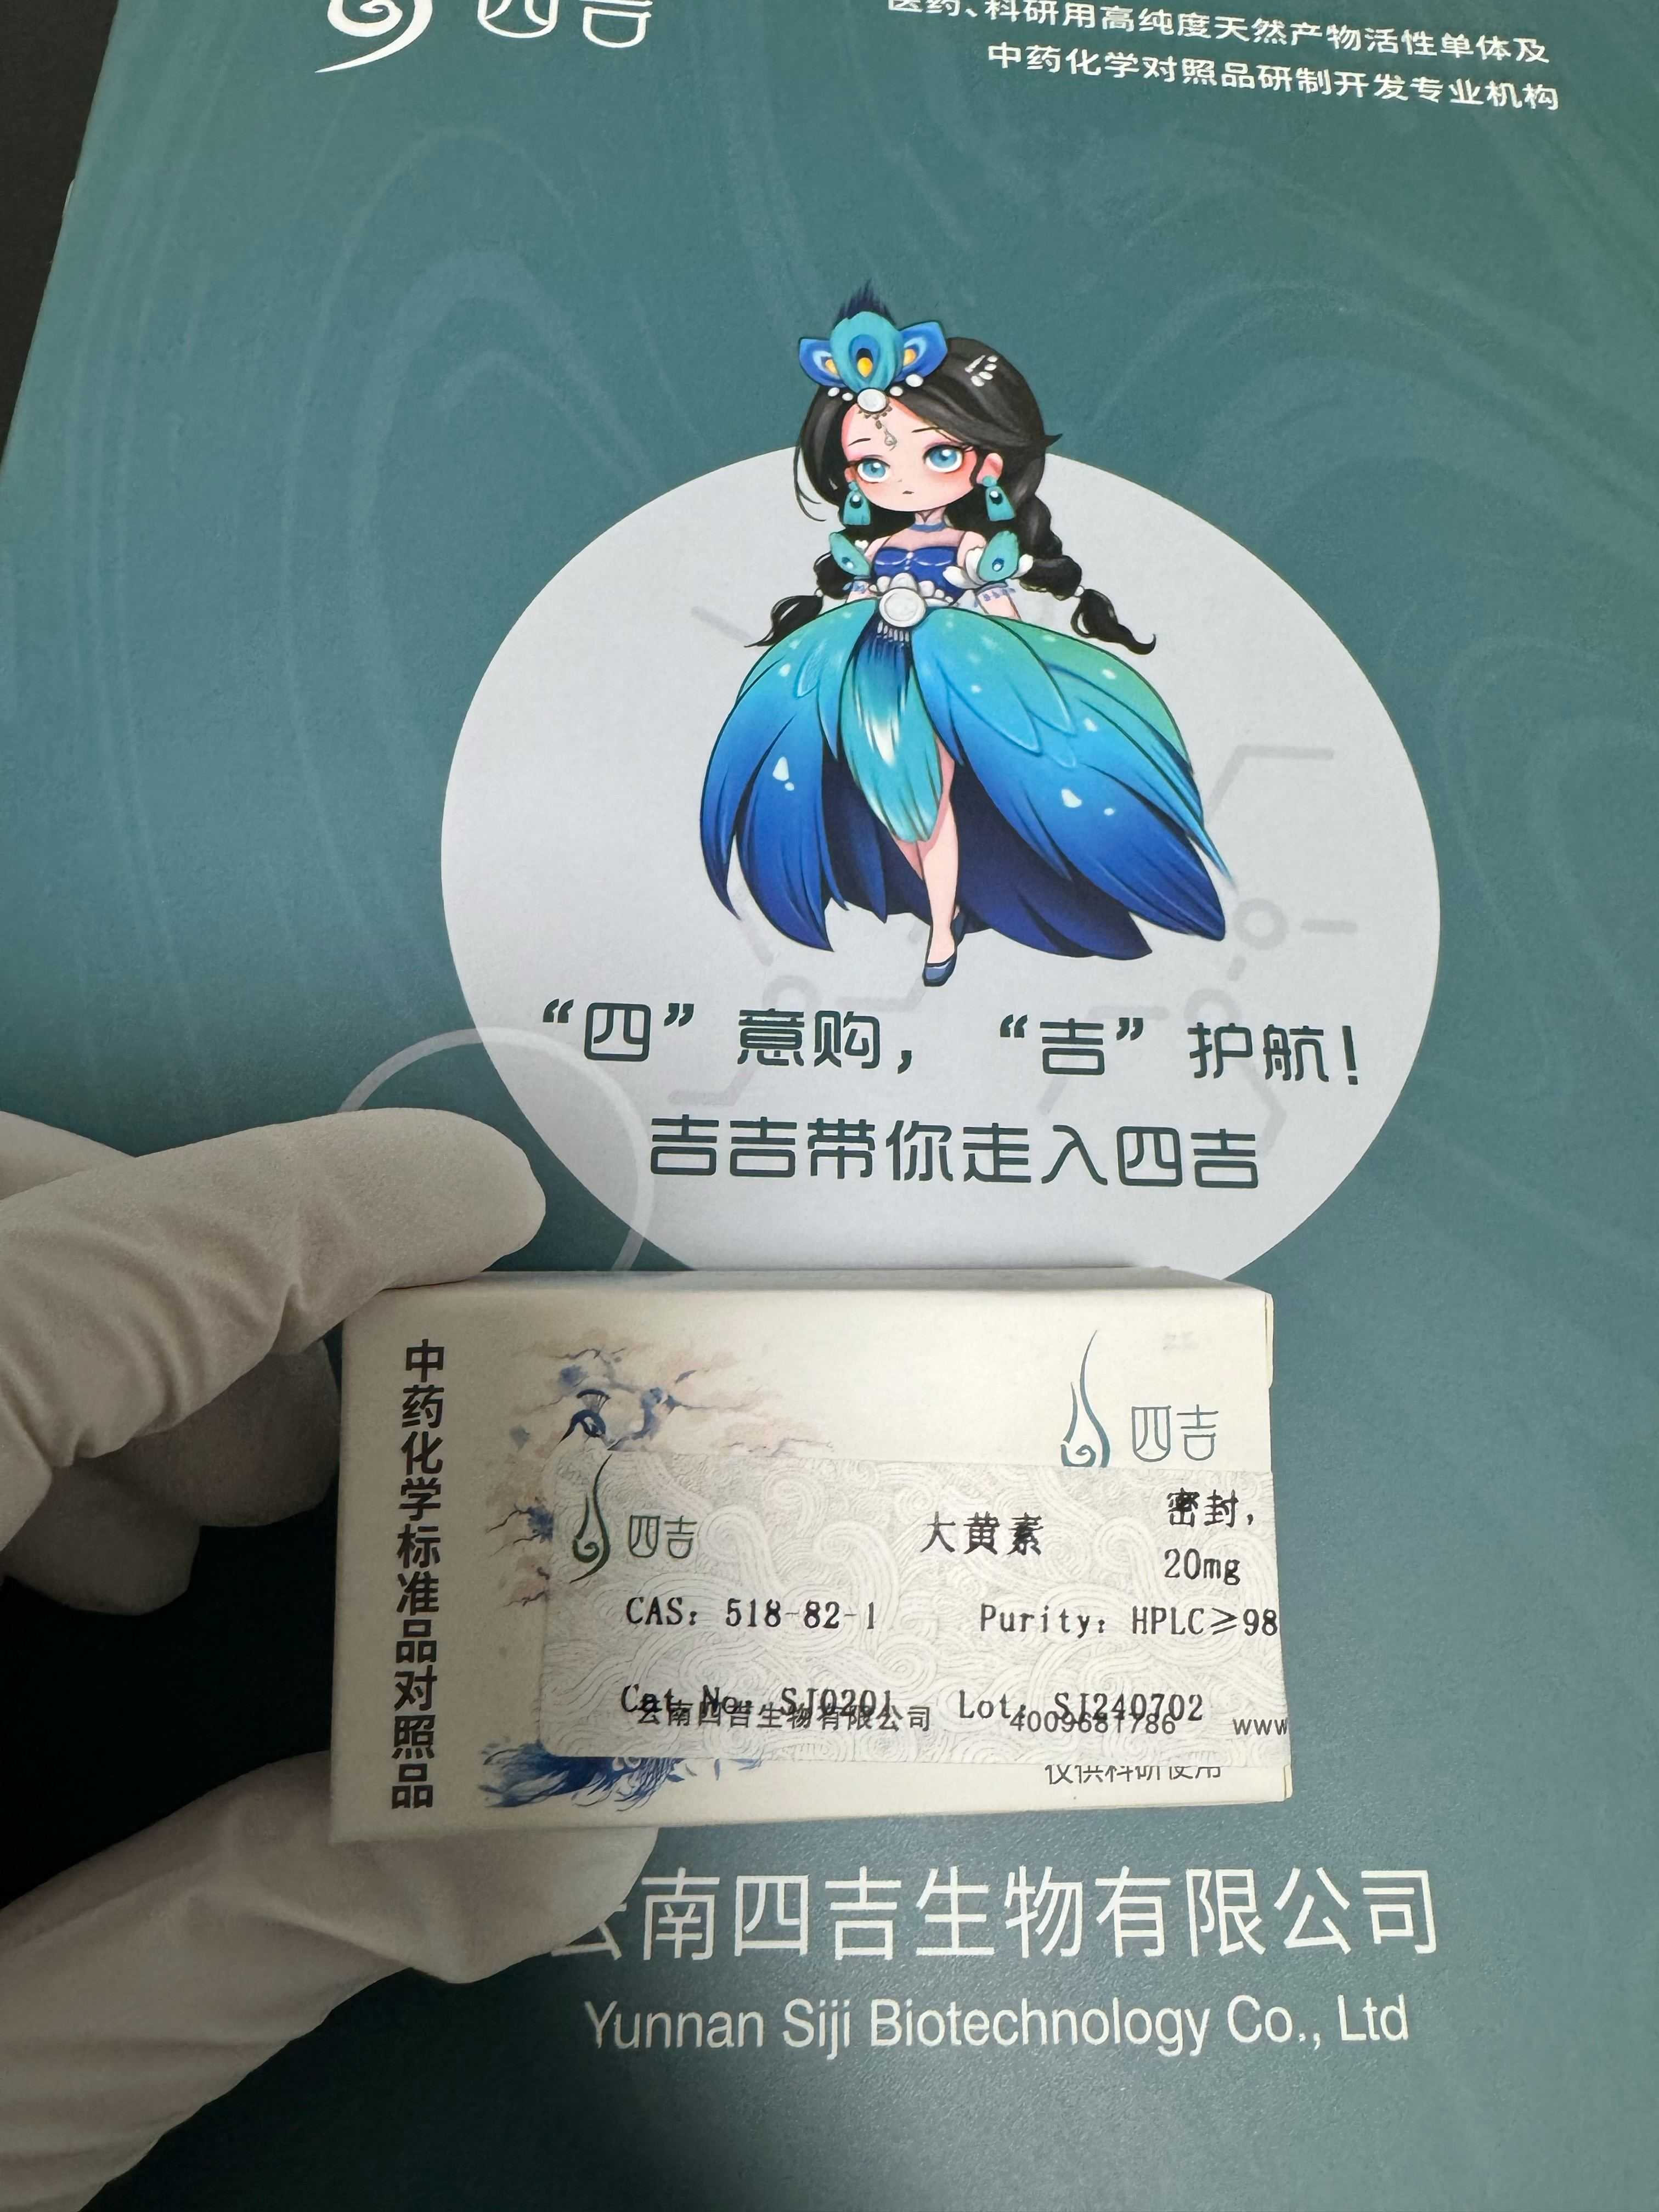 四吉
医药、科研用高纯度天然产物活性单体及
中药化学对照品研制开发专业机构
“四”意购，“吉”护航！
吉吉带你走入四吉
中药化学标准品对照品
四吉
四吉
大黄素
密封，
20mg
CAS: 518-82-1
Purity: HPLC≥98
Cat. No: SJ0201
Lot: SJ240702
云南四吉生物有限公司
4009681786
www
仅供科研使用
云南四吉生物有限公司
Yunnan Siji Biotechnology Co., Ltd